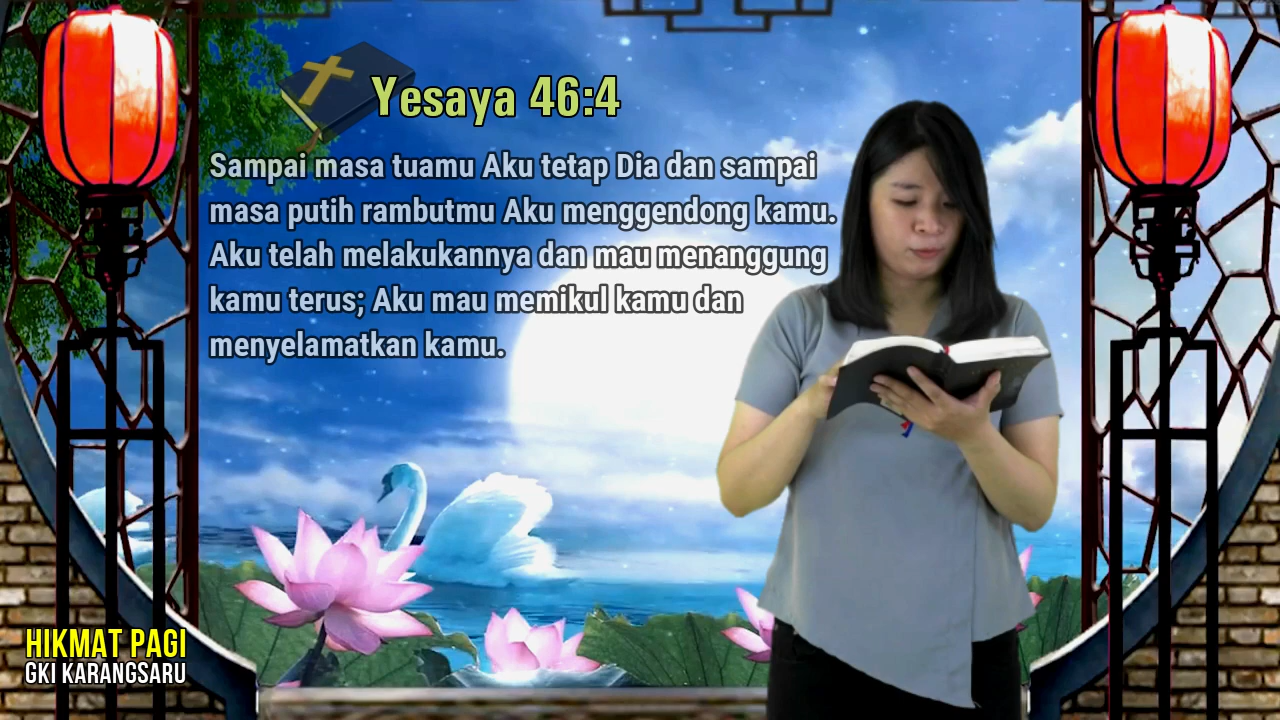 Yesaya 46:4
Sampai masa tuamu Aku tetap Dia dan sampai
masa putih rambutmu Aku menggendong kamu.
Aku telah melakukannya dan mau menanggung
kamu terus; Aku mau memikul kamu dan
menyelamatkan kamu.
HIKMAT PAGI
GKI KARANGSARU